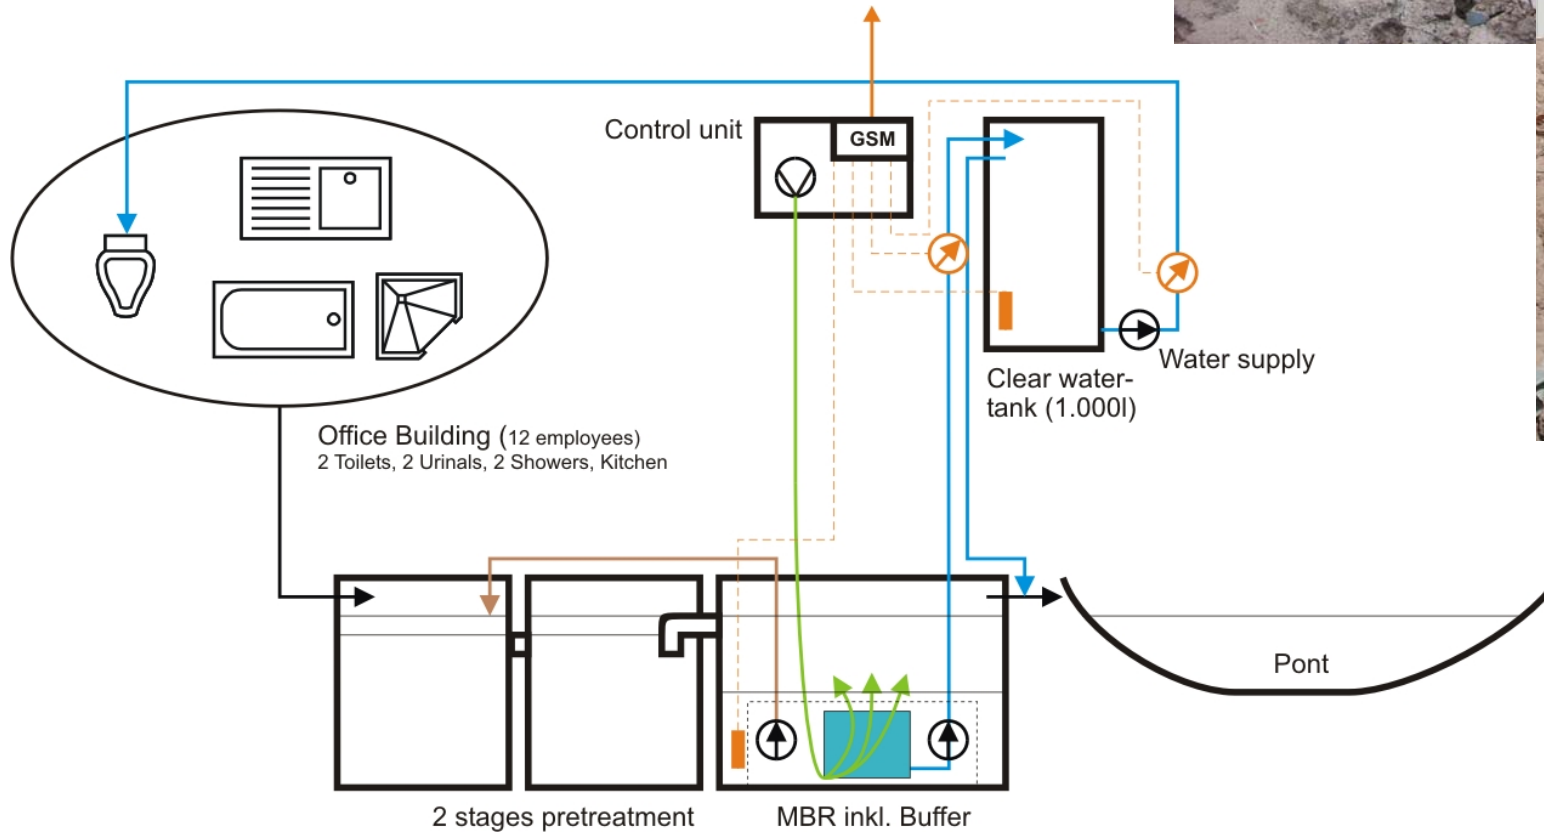 Control unit
GSM
Water supply
Clear water-
tank (1.000l)
Office Building (12 employees)
2 Toilets, 2 Urinals, 2 Showers, Kitchen
Pont
2 stages pretreatment
MBR inkl. Buffer